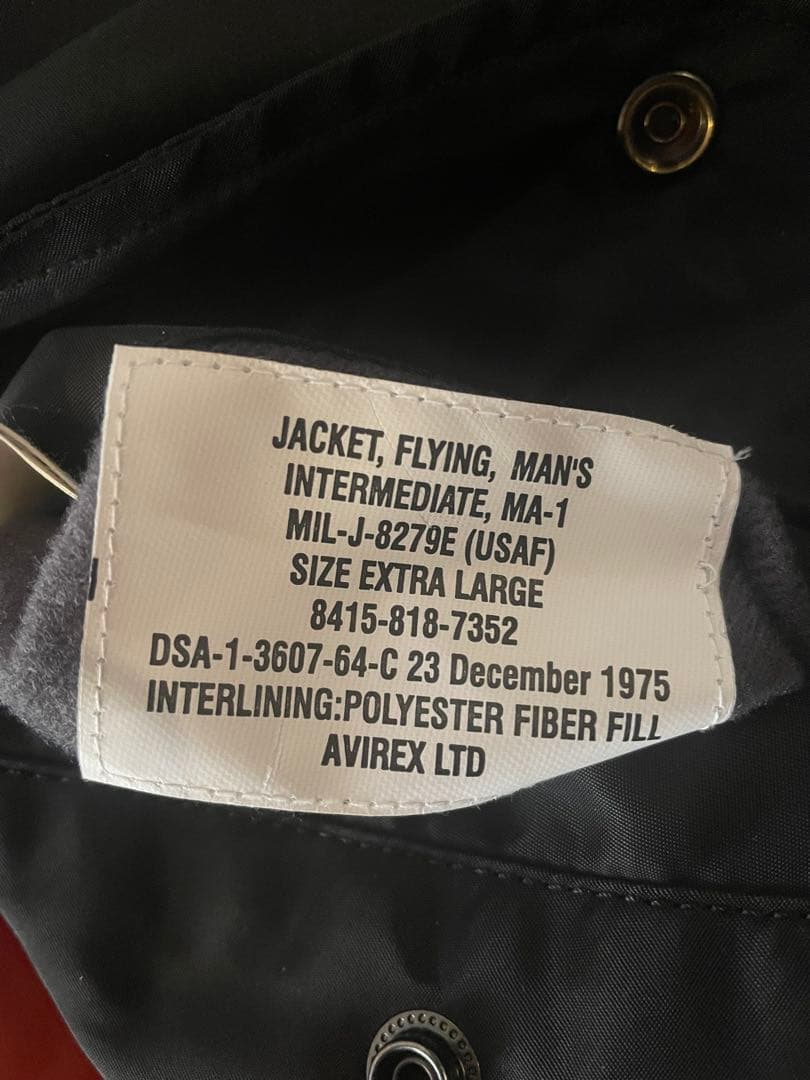 JACKET, FLYING, MAN'S
INTERMEDIATE, MA-1
MIL-J-8279E (USAF)
SIZE EXTRA LARGE
8415-818-7352
DSA-1-3607-64-C 23 December 1975
INTERLINING:POLYESTER FIBER FILL
AVIREX LTD